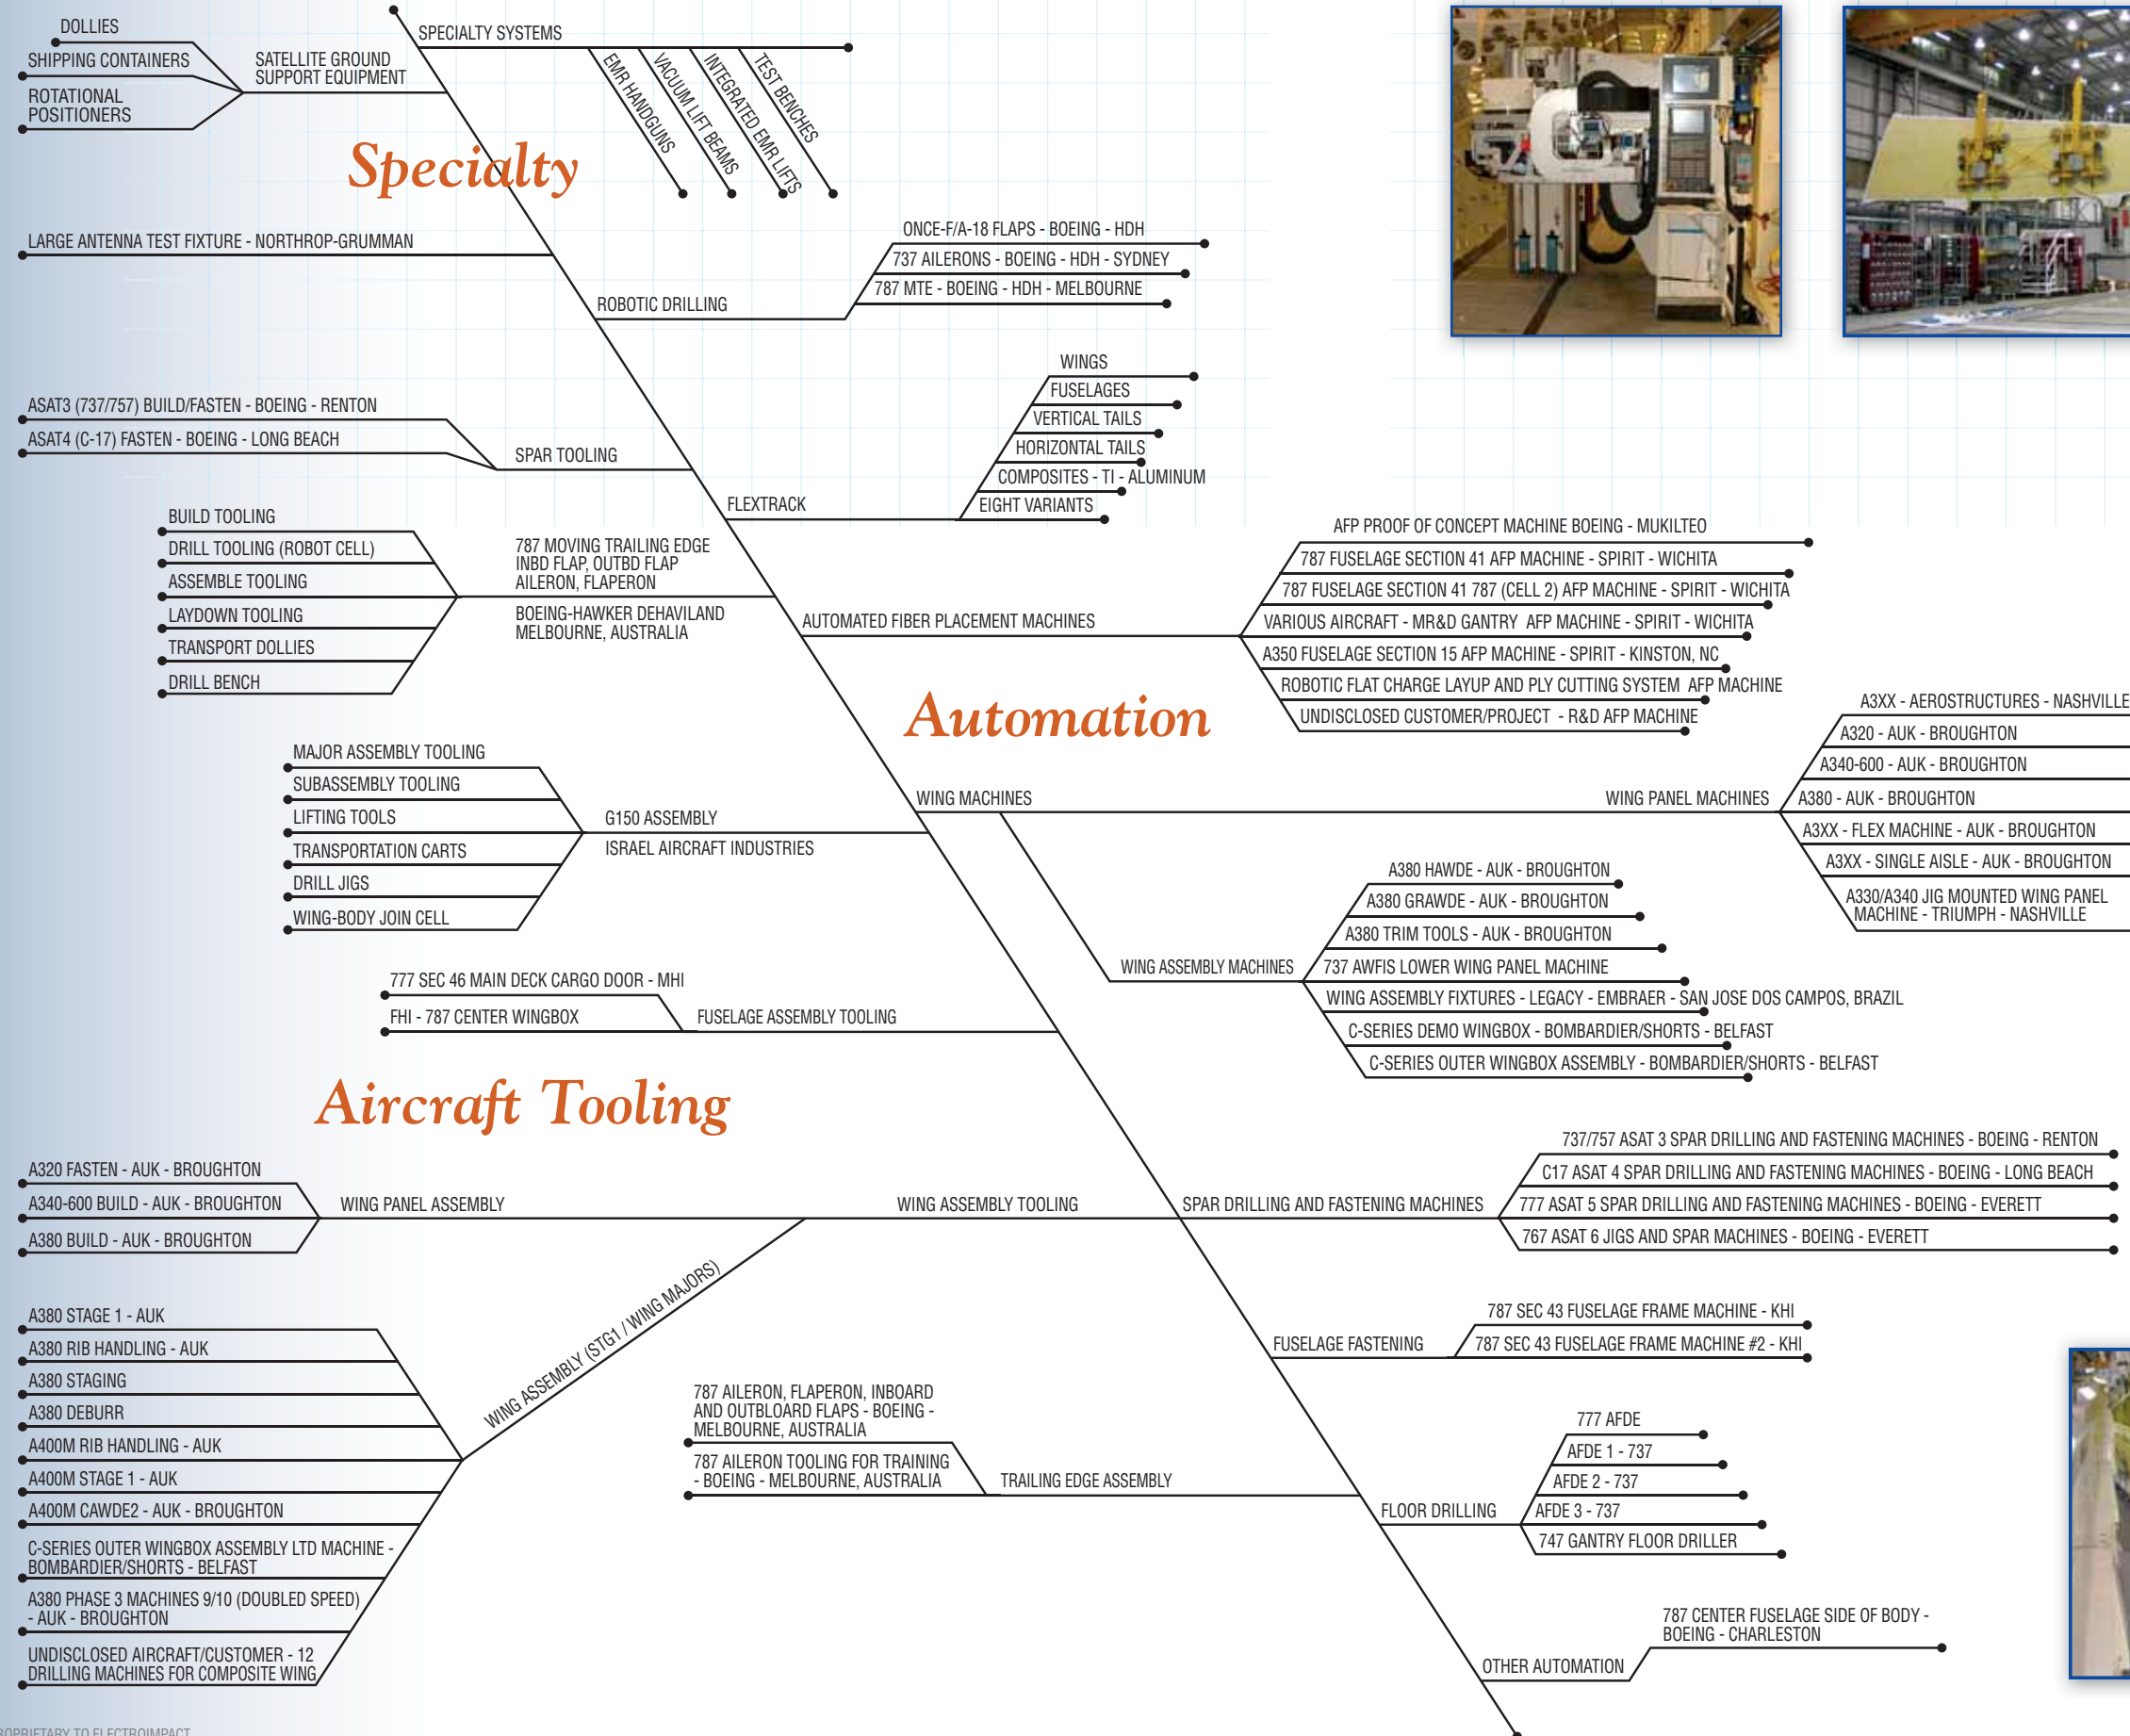 DOLLIES
SHIPPING CONTAINERS
ROTATIONAL
POSITIONERS
SATELLITE GROUND
SUPPORT EQUIPMENT
SPECIALTY SYSTEMS
EMR HANDGUNS
VACUUM LIFT BEAMS
INTEGRATED EMR LIFTS
TEST BENCHES
Specialty
LARGE ANTENNA TEST FIXTURE - NORTHROP-GRUMMAN
ONCE-F/A-18 FLAPS - BOEING - HDH
737 AILERONS - BOEING - HDH - SYDNEY
787 MTE - BOEING - HDH - MELBOURNE
ROBOTIC DRILLING
WINGS
FUSELAGES
VERTICAL TAILS
HORIZONTAL TAILS
COMPOSITES - TI - ALUMINUM
EIGHT VARIANTS
FLEXTRACK
ASAT3 (737/757) BUILD/FASTEN - BOEING - RENTON
ASAT4 (C-17) FASTEN - BOEING - LONG BEACH
SPAR TOOLING
BUILD TOOLING
DRILL TOOLING (ROBOT CELL)
ASSEMBLE TOOLING
LAYDOWN TOOLING
TRANSPORT DOLLIES
DRILL BENCH
787 MOVING TRAILING EDGE
INBD FLAP, OUTBD FLAP
AILERON, FLAPERON
BOEING-HAWKER DEHAVILAND
MELBOURNE, AUSTRALIA
AUTOMATED FIBER PLACEMENT MACHINES
AFP PROOF OF CONCEPT MACHINE BOEING - MUKILTEO
787 FUSELAGE SECTION 41 AFP MACHINE - SPIRIT - WICHITA
787 FUSELAGE SECTION 41 787 (CELL 2) AFP MACHINE - SPIRIT - WICHITA
VARIOUS AIRCRAFT - MR&D GANTRY AFP MACHINE - SPIRIT - WICHITA
A350 FUSELAGE SECTION 15 AFP MACHINE - SPIRIT - KINSTON, NC
ROBOTIC FLAT CHARGE LAYUP AND PLY CUTTING SYSTEM AFP MACHINE
UNDISCLOSED CUSTOMER/PROJECT - R&D AFP MACHINE
Automation
MAJOR ASSEMBLY TOOLING
SUBASSEMBLY TOOLING
LIFTING TOOLS
TRANSPORTATION CARTS
DRILL JIGS
WING-BODY JOIN CELL
G150 ASSEMBLY
ISRAEL AIRCRAFT INDUSTRIES
WING MACHINES
WING PANEL MACHINES
A3XX - AEROSTRUCTURES - NASHVILLE
A320 - AUK - BROUGHTON
A340-600 - AUK - BROUGHTON
A380 - AUK - BROUGHTON
A3XX - FLEX MACHINE - AUK - BROUGHTON
A3XX - SINGLE AISLE - AUK - BROUGHTON
A330/A340 JIG MOUNTED WING PANEL
MACHINE - TRIUMPH - NASHVILLE
WING ASSEMBLY MACHINES
A380 HAWDE - AUK - BROUGHTON
A380 GRAWDE - AUK - BROUGHTON
A380 TRIM TOOLS - AUK - BROUGHTON
737 AWFIS LOWER WING PANEL MACHINE
WING ASSEMBLY FIXTURES - LEGACY - EMBRAER - SAN JOSE DOS CAMPOS, BRAZIL
C-SERIES DEMO WINGBOX - BOMBARDIER/SHORTS - BELFAST
C-SERIES OUTER WINGBOX ASSEMBLY - BOMBARDIER/SHORTS - BELFAST
777 SEC 46 MAIN DECK CARGO DOOR - MHI
FHI - 787 CENTER WINGBOX
FUSELAGE ASSEMBLY TOOLING
Aircraft Tooling
A320 FASTEN - AUK - BROUGHTON
A340-600 BUILD - AUK - BROUGHTON
A380 BUILD - AUK - BROUGHTON
WING PANEL ASSEMBLY
WING ASSEMBLY TOOLING
WING ASSEMBLY (STG1 / WING MAJORS)
SPAR DRILLING AND FASTENING MACHINES
737/757 ASAT 3 SPAR DRILLING AND FASTENING MACHINES - BOEING - RENTON
C17 ASAT 4 SPAR DRILLING AND FASTENING MACHINES - BOEING - LONG BEACH
777 ASAT 5 SPAR DRILLING AND FASTENING MACHINES - BOEING - EVERETT
767 ASAT 6 JIGS AND SPAR MACHINES - BOEING - EVERETT
A380 STAGE 1 - AUK
A380 RIB HANDLING - AUK
A380 STAGING
A380 DEBURR
A400M RIB HANDLING - AUK
A400M STAGE 1 - AUK
A400M CAWDE2 - AUK - BROUGHTON
C-SERIES OUTER WINGBOX ASSEMBLY LTD MACHINE -
BOMBARDIER/SHORTS - BELFAST
A380 PHASE 3 MACHINES 9/10 (DOUBLED SPEED)
- AUK - BROUGHTON
UNDISCLOSED AIRCRAFT/CUSTOMER - 12
DRILLING MACHINES FOR COMPOSITE WING
FUSELAGE FASTENING
787 SEC 43 FUSELAGE FRAME MACHINE - KHI
787 SEC 43 FUSELAGE FRAME MACHINE #2 - KHI
787 AILERON, FLAPERON, INBOARD
AND OUTBLOARD FLAPS - BOEING -
MELBOURNE, AUSTRALIA
787 AILERON TOOLING FOR TRAINING
- BOEING - MELBOURNE, AUSTRALIA
TRAILING EDGE ASSEMBLY
FLOOR DRILLING
777 AFDE
AFDE 1 - 737
AFDE 2 - 737
AFDE 3 - 737
747 GANTRY FLOOR DRILLER
OTHER AUTOMATION
787 CENTER FUSELAGE SIDE OF BODY -
BOEING - CHARLESTON
TO ELECTROIMPACT